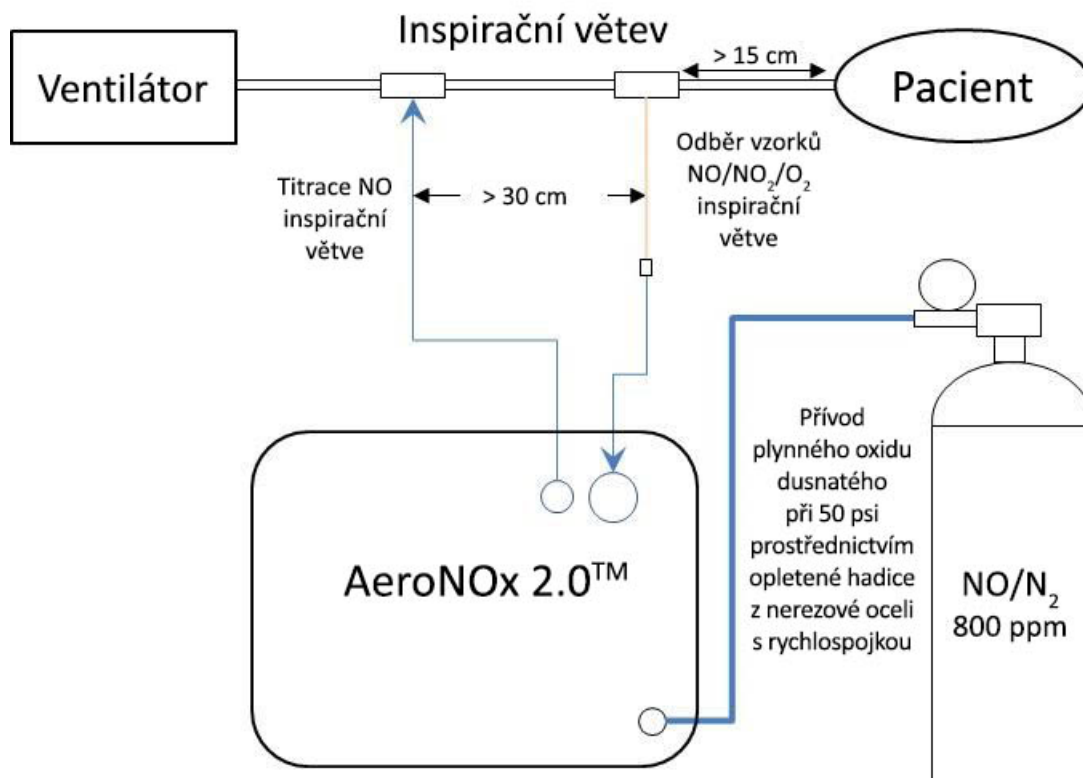 Inspirační větev
Ventilátor
> 15 cm
Pacient
Titrace NO
inspirační
větve
> 30 cm
Odběr vzorků
NO/NO₂/O₂
inspirační
větve
Přívod
plynného oxidu
dusnatého
při 50 psi
prostřednictvím
opletené hadice
z nerezové oceli
s rychlospojkou
AeroNOx 2.0™
NO/N₂
800 ppm